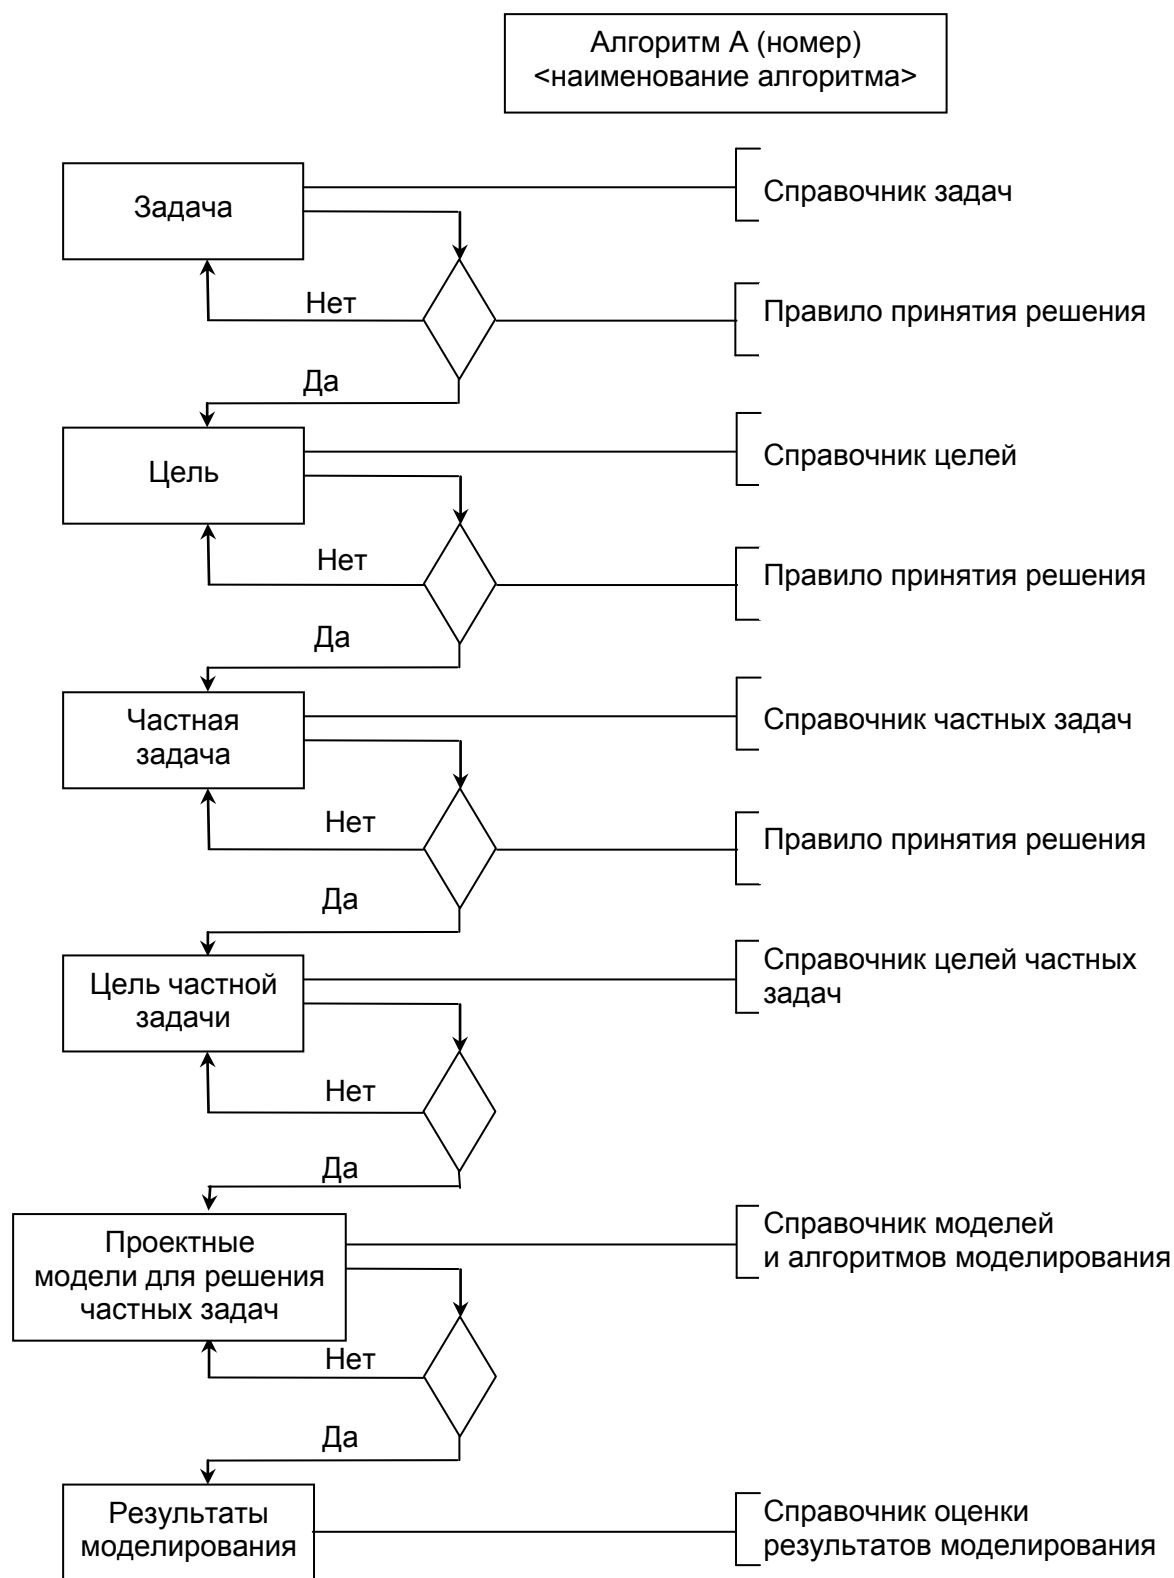 Алгоритм А (номер)
<наименование алгоритма>
Задача
Справочник задач
Нет
Правило принятия решения
Да
Цель
Справочник целей
Нет
Правило принятия решения
Да
Частная
задача
Справочник частных задач
Нет
Правило принятия решения
Да
Цель частной
задачи
Справочник целей частных
задач
Нет
Да
Проектные
модели для решения
частных задач
Справочник моделей
и алгоритмов моделирования
Нет
Да
Результаты
моделирования
Справочник оценки
результатов моделирования